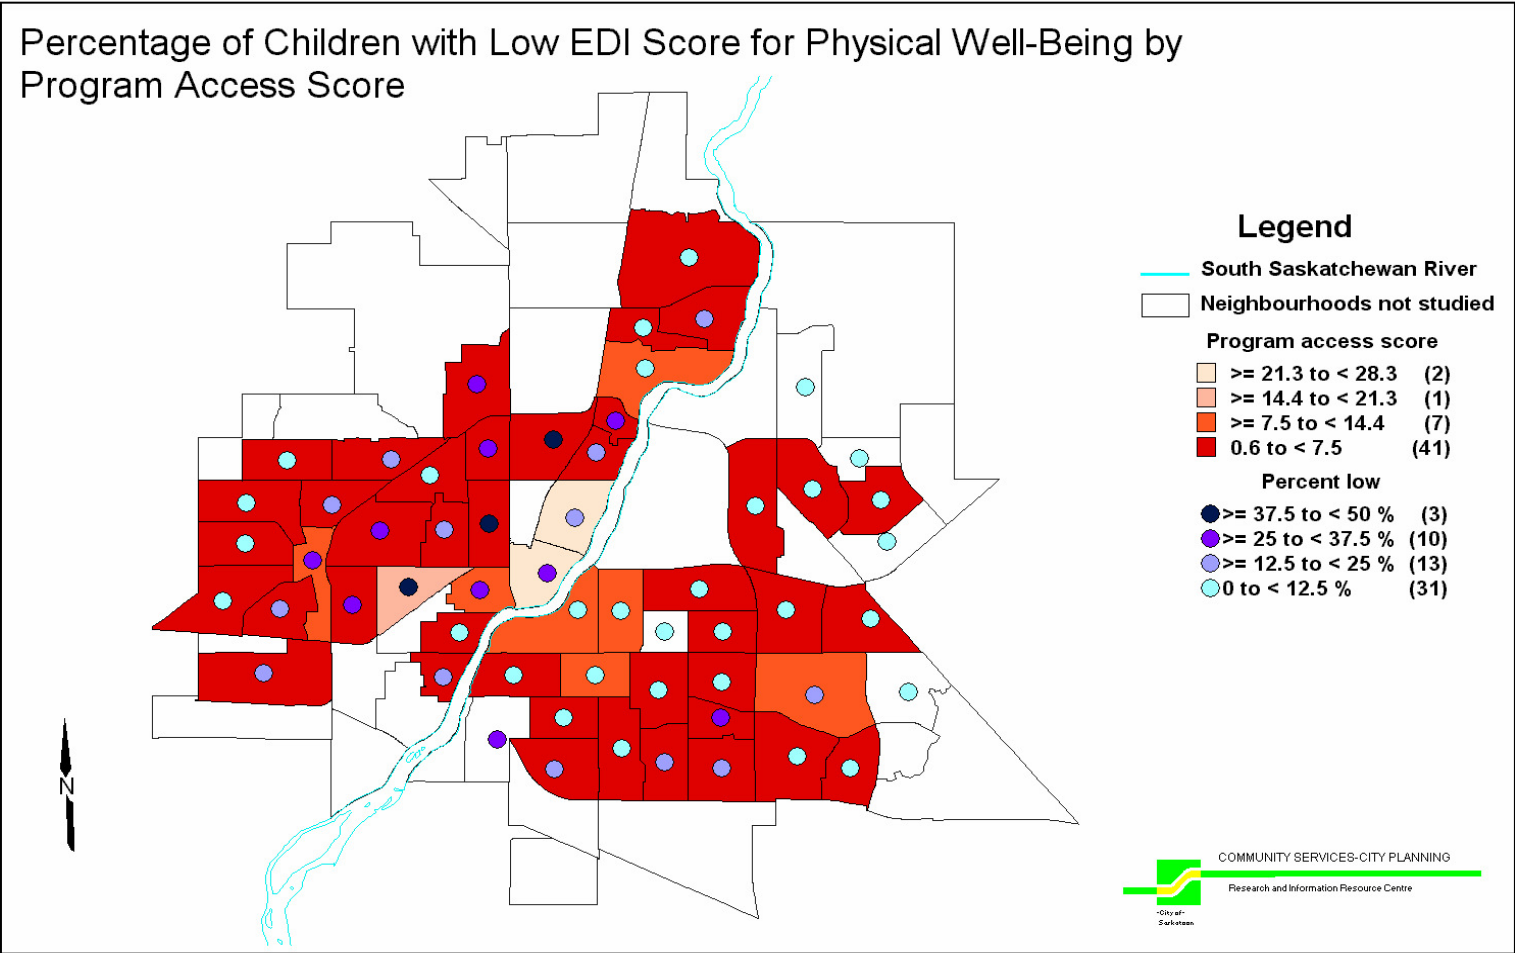 Percentage of Children with Low EDI Score for Physical Well-Being by
Program Access Score
Legend
South Saskatchewan River
Neighbourhoods not studied
Program access score
>= 21.3 to < 28.3 (2)
>= 14.4 to < 21.3 (1)
>= 7.5 to < 14.4 (7)
0.6 to < 7.5 (41)
Percent low
>= 37.5 to < 50 % (3)
>= 25 to < 37.5 % (10)
>= 12.5 to < 25 % (13)
0 to < 12.5 % (31)
N
COMMUNITY SERVICES-CITY PLANNING
Research and Information Resource Centre
-City of-
Saskatoon